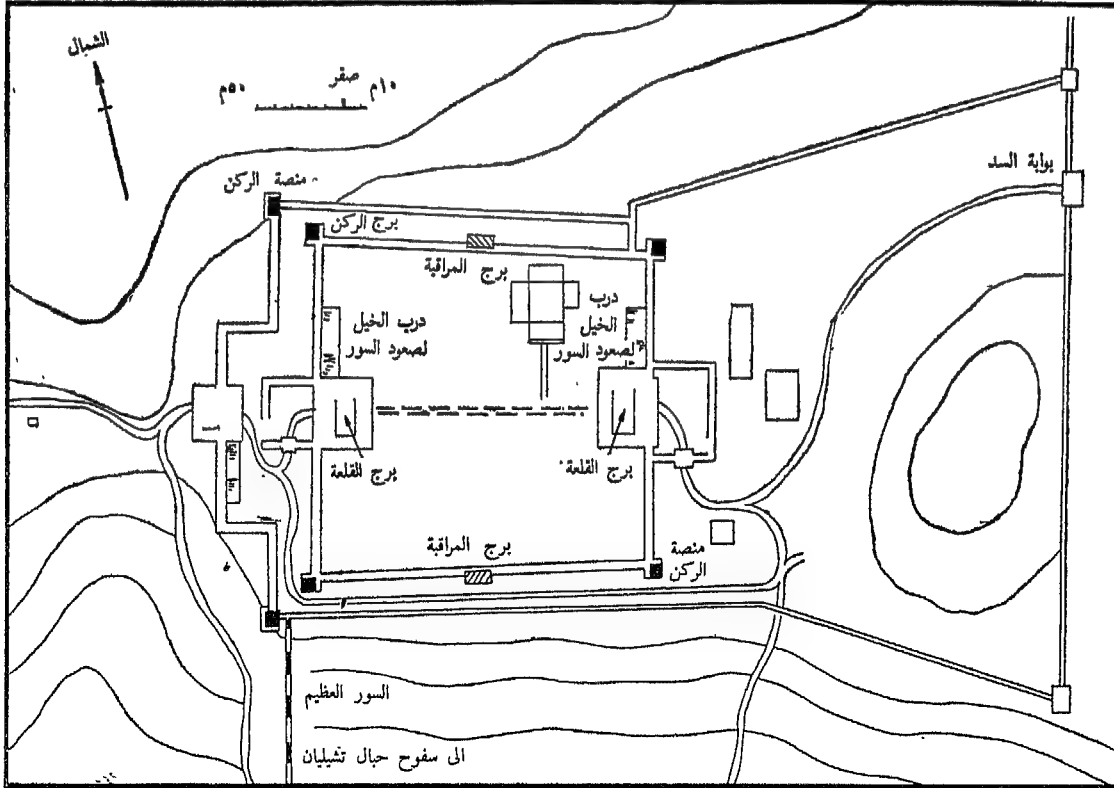 الشمال
صفر
١٠م
٥٠م
بوابة السد
منصة الركن
برج الركن
برج المراقبة
درب الخيل
لصعود السور
درب
الخيل
لصعود السور
برج القلعة
برج القلعة
برج المراقبة
منصة
الركن
السور العظيم
الى سفوح حبال تشيليان